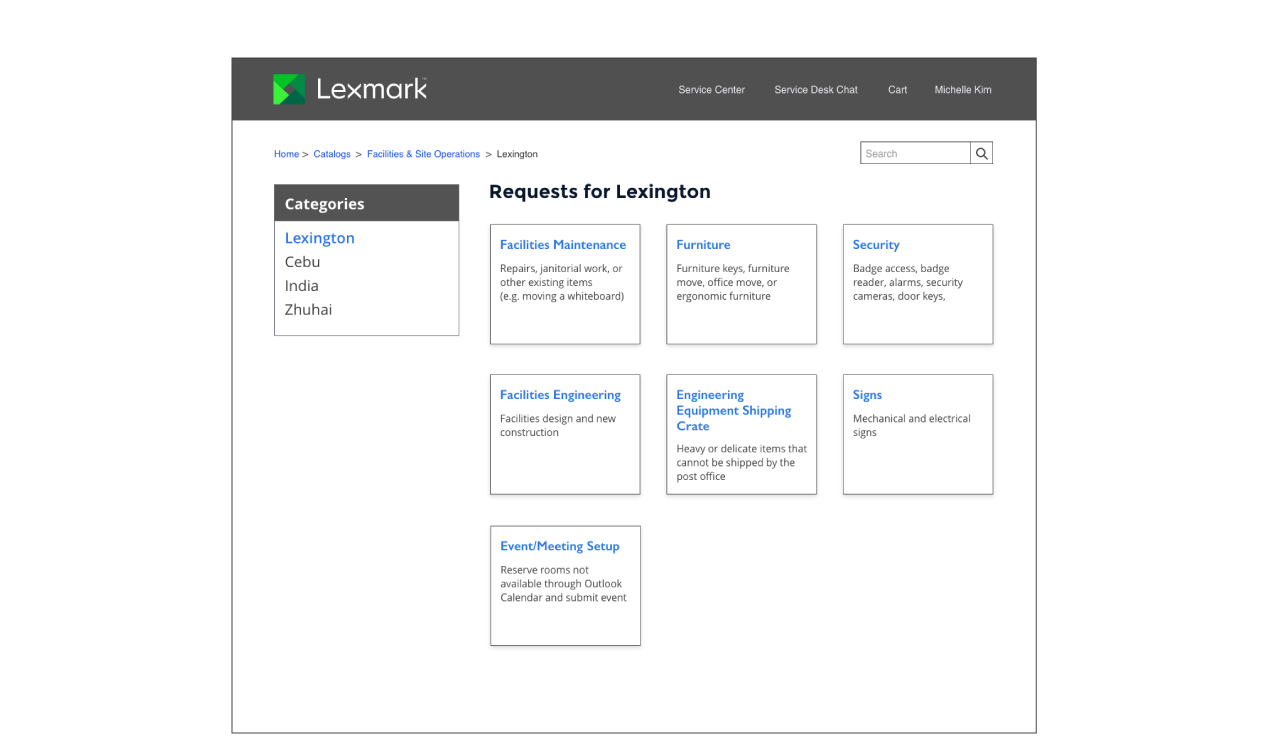 Lexmark™
Service Center
Service Desk Chat
Cart
Michelle Kim
Home > Catalogs > Facilities & Site Operations > Lexington
Search
Categories
Lexington
Cebu
India
Zhuhai
Requests for Lexington
Facilities Maintenance
Repairs, janitorial work, or
other existing items
(e.g. moving a whiteboard)
Furniture
Furniture keys, furniture
move, office move, or
ergonomic furniture
Security
Badge access, badge
reader, alarms, security
cameras, door keys,
Facilities Engineering
Facilities design and new
construction
Engineering
Equipment Shipping
Crate
Heavy or delicate items that
cannot be shipped by the
post office
Signs
Mechanical and electrical
signs
Event/Meeting Setup
Reserve rooms not
available through Outlook
Calendar and submit event